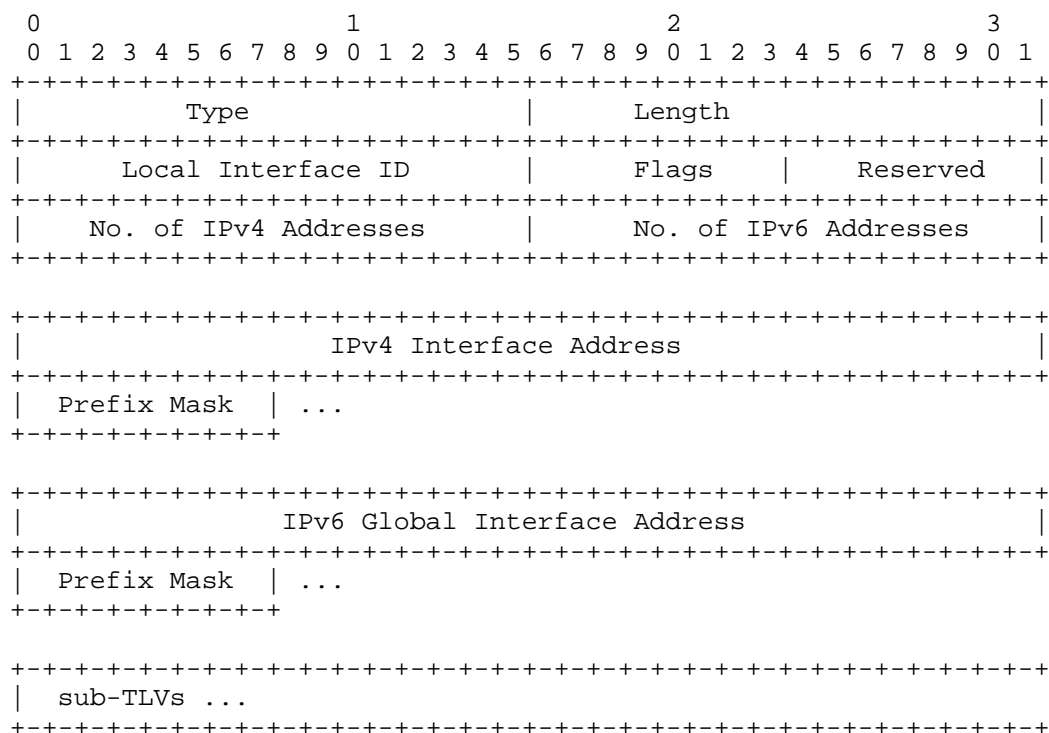 0                   1                   2                   3
 0 1 2 3 4 5 6 7 8 9 0 1 2 3 4 5 6 7 8 9 0 1 2 3 4 5 6 7 8 9 0 1
+-+-+-+-+-+-+-+-+-+-+-+-+-+-+-+-+-+-+-+-+-+-+-+-+-+-+-+-+-+-+-+-+
|          Type                 |      Length                   |
+-+-+-+-+-+-+-+-+-+-+-+-+-+-+-+-+-+-+-+-+-+-+-+-+-+-+-+-+-+-+-+-+
|      Local Interface ID       |      Flags    |    Reserved   |
+-+-+-+-+-+-+-+-+-+-+-+-+-+-+-+-+-+-+-+-+-+-+-+-+-+-+-+-+-+-+-+-+
|    No. of IPv4 Addresses      |      No. of IPv6 Addresses    |
+-+-+-+-+-+-+-+-+-+-+-+-+-+-+-+-+-+-+-+-+-+-+-+-+-+-+-+-+-+-+-+-+

+-+-+-+-+-+-+-+-+-+-+-+-+-+-+-+-+-+-+-+-+-+-+-+-+-+-+-+-+-+-+-+-+
|                   IPv4 Interface Address                      |
+-+-+-+-+-+-+-+-+-+-+-+-+-+-+-+-+-+-+-+-+-+-+-+-+-+-+-+-+-+-+-+-+
|  Prefix Mask  | ...
+-+-+-+-+-+-+-+-+

+-+-+-+-+-+-+-+-+-+-+-+-+-+-+-+-+-+-+-+-+-+-+-+-+-+-+-+-+-+-+-+-+
|                IPv6 Global Interface Address                  |
+-+-+-+-+-+-+-+-+-+-+-+-+-+-+-+-+-+-+-+-+-+-+-+-+-+-+-+-+-+-+-+-+
|  Prefix Mask  | ...
+-+-+-+-+-+-+-+-+

+-+-+-+-+-+-+-+-+-+-+-+-+-+-+-+-+-+-+-+-+-+-+-+-+-+-+-+-+-+-+-+-+
|  sub-TLVs ...
+-+-+-+-+-+-+-+-+-+-+-+-+-+-+-+-+-+-+-+-+-+-+-+-+-+-+-+-+-+-+-+-+